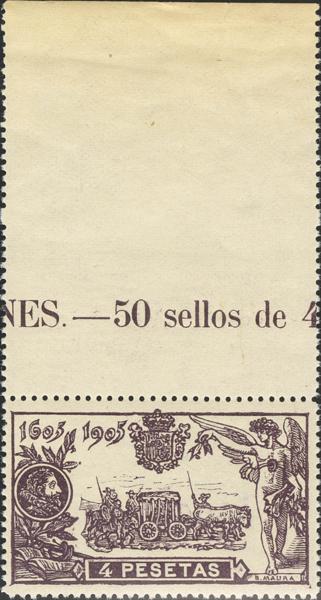 NES.—50 sellos de 4
1605 1905
4 PESETAS
B. MAURA